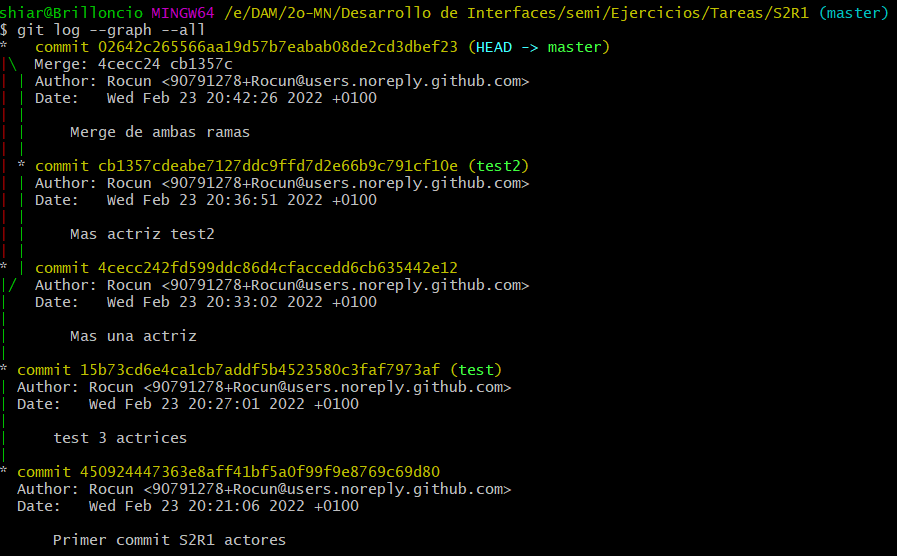 shiar@Brilloncio MINGW64 /e/DAM/2o-MN/Desarrollo de Interfaces/semi/Ejercicios/Tareas/S2R1 (master)
$ git log --graph --all
*   commit 02642c265566aa19d57b7eabab08de2cd3dbef23 (HEAD -> master)
|\  Merge: 4cecc24 cb1357c
| | Author: Rocun <90791278+Rocun@users.noreply.github.com>
| | Date:   Wed Feb 23 20:42:26 2022 +0100
| |
| |     Merge de ambas ramas
| |
| * commit cb1357cdeabe7127ddc9ffd7d2e66b9c791cf10e (test2)
| | Author: Rocun <90791278+Rocun@users.noreply.github.com>
| | Date:   Wed Feb 23 20:36:51 2022 +0100
| |
| |     Mas actriz test2
| |
* | commit 4cecc242fd599ddc86d4cfaccedd6cb635442e12
|/  Author: Rocun <90791278+Rocun@users.noreply.github.com>
|   Date:   Wed Feb 23 20:33:02 2022 +0100
|
|       Mas una actriz
|
* commit 15b73cd6e4ca1cb7addf5b4523580c3faf7973af (test)
| Author: Rocun <90791278+Rocun@users.noreply.github.com>
| Date:   Wed Feb 23 20:27:01 2022 +0100
|
|     test 3 actrices
|
* commit 450924447363e8aff41bf5a0f99f9e8769c69d80
  Author: Rocun <90791278+Rocun@users.noreply.github.com>
  Date:   Wed Feb 23 20:21:06 2022 +0100

      Primer commit S2R1 actores